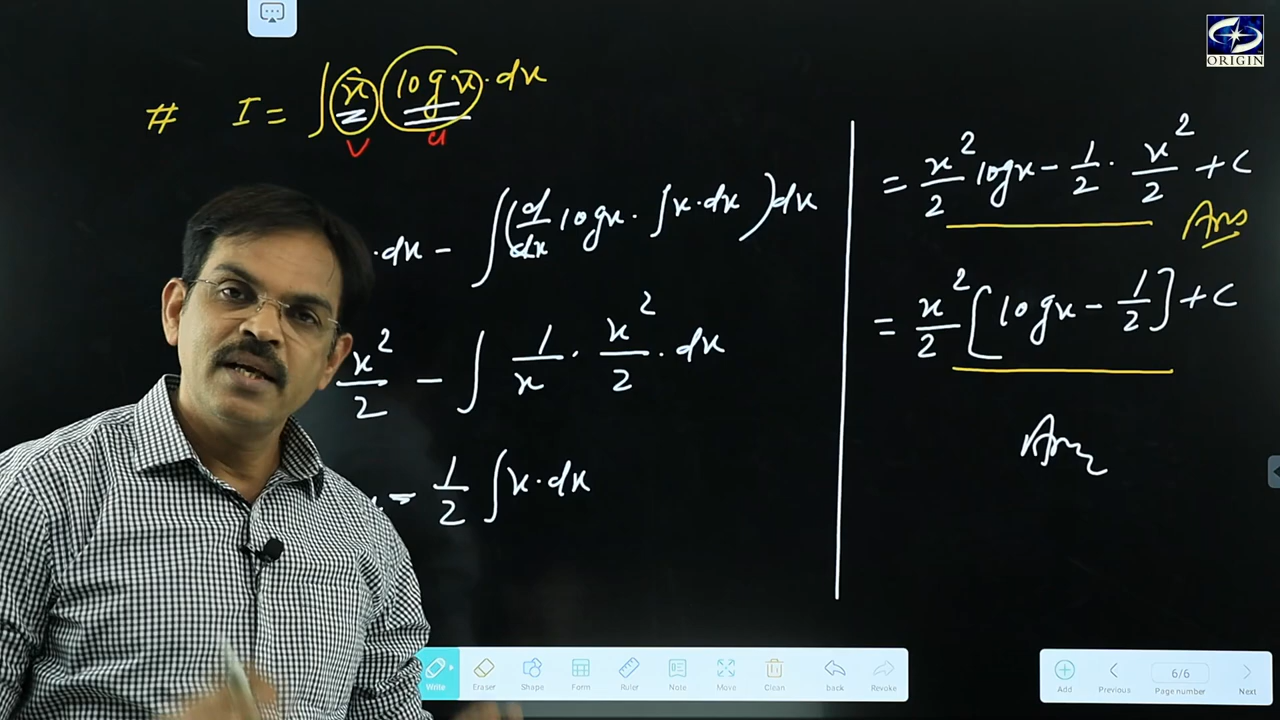 # I = ∫ x log x · dx
V u
· dx − ∫ (d/dx log x · ∫ x · dx) dx
x²/2 − ∫ 1/x · x²/2 · dx
− 1/2 ∫ x · dx
= x²/2 log x − 1/2 · x²/2 + C
Ans
= x²/2 [log x − 1/2] + C
Ans
ORIGIN
Write Eraser Shape Form Ruler Note Move Clean back Revoke
Add Previous 6/6 Page number Next